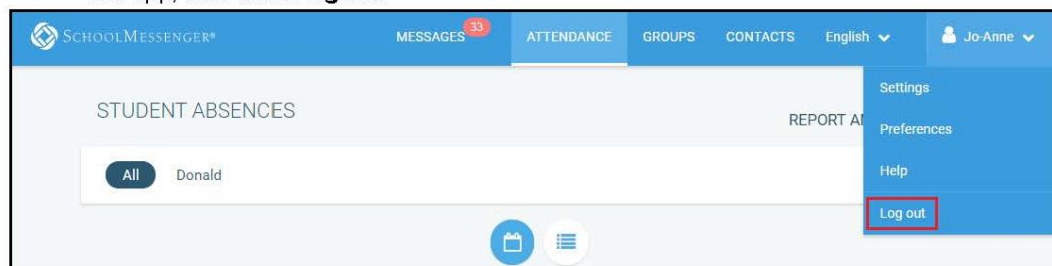 SCHOOLMESSENGER®
MESSAGES 33 ATTENDANCE GROUPS CONTACTS English Jo-Anne
Settings
STUDENT ABSENCES
REPORT
Preferences
All Donald
Help
Log out